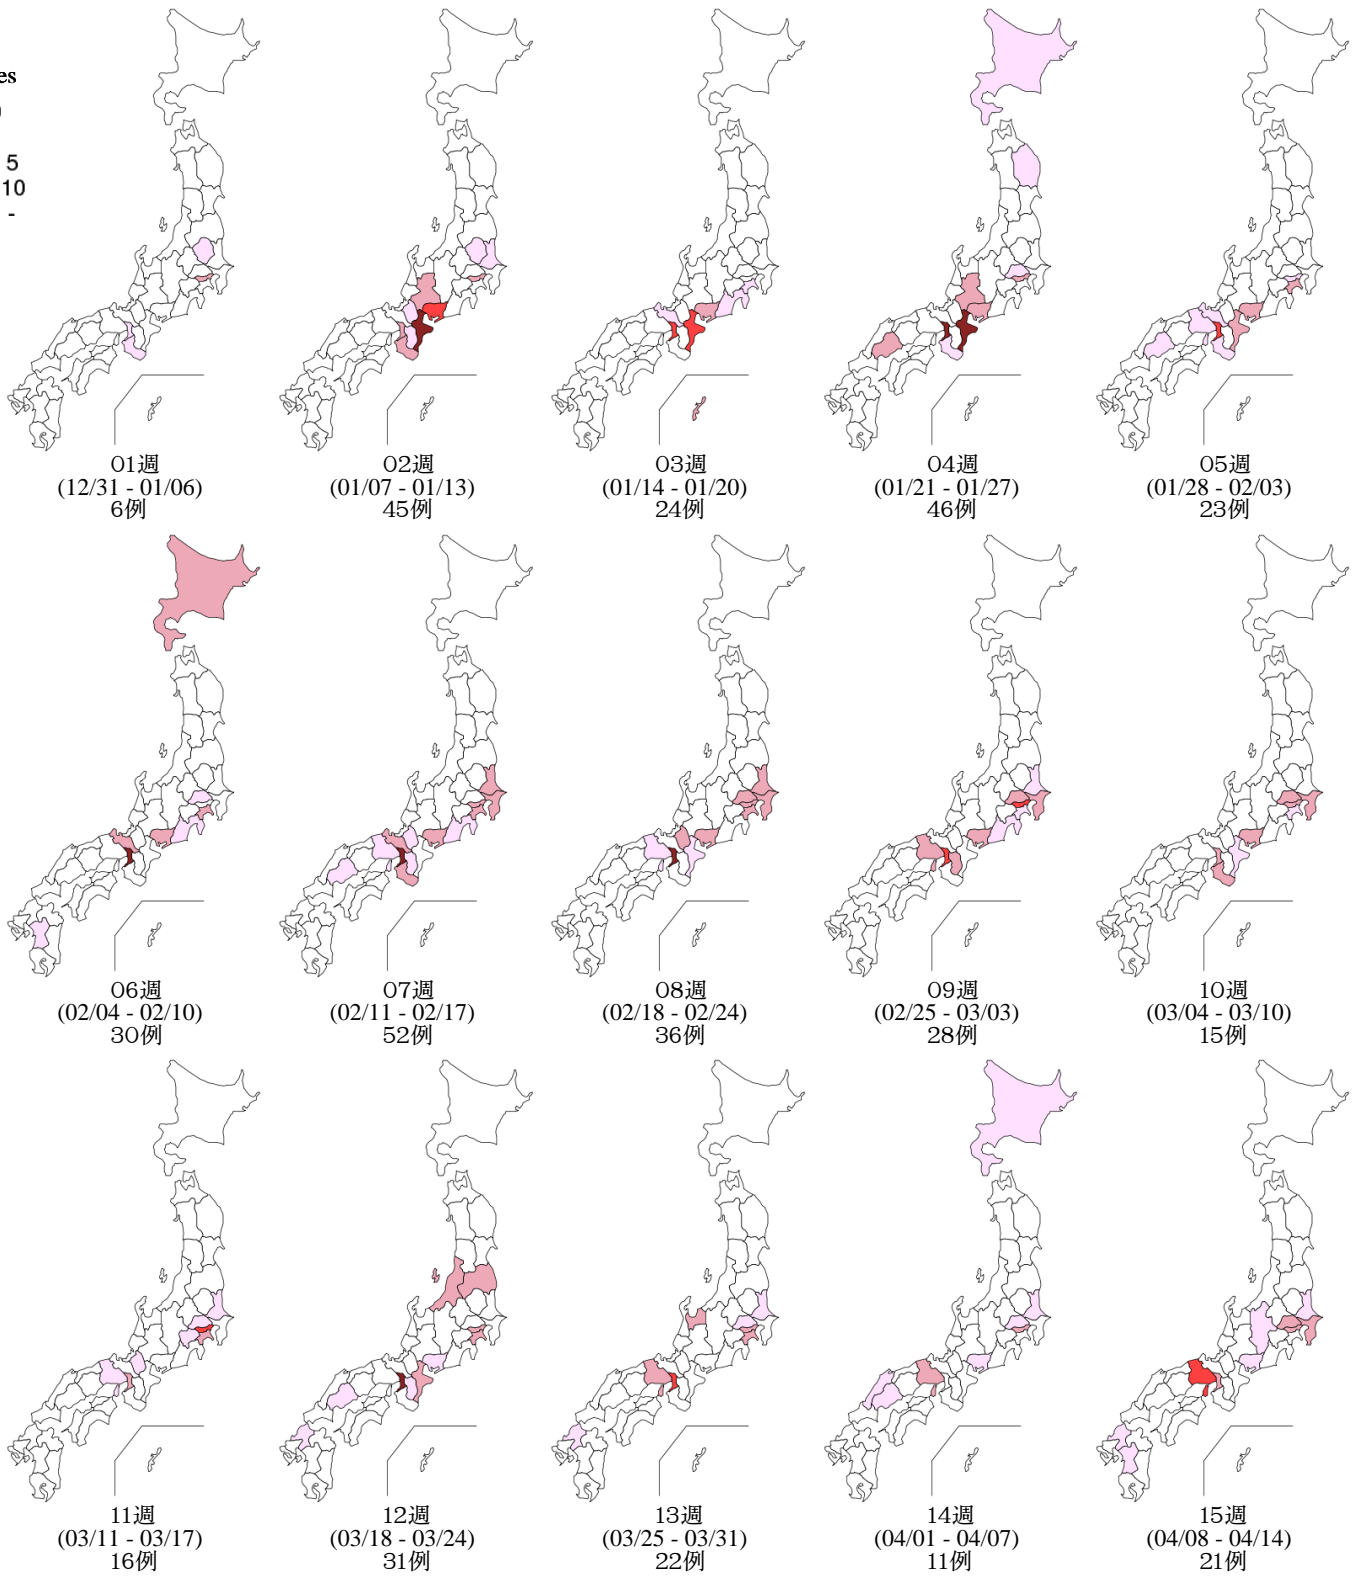 es
5
10
-
01週
(12/31 - 01/06)
6例
02週
(01/07 - 01/13)
45例
03週
(01/14 - 01/20)
24例
04週
(01/21 - 01/27)
46例
05週
(01/28 - 02/03)
23例
06週
(02/04 - 02/10)
30例
07週
(02/11 - 02/17)
52例
08週
(02/18 - 02/24)
36例
09週
(02/25 - 03/03)
28例
10週
(03/04 - 03/10)
15例
11週
(03/11 - 03/17)
16例
12週
(03/18 - 03/24)
31例
13週
(03/25 - 03/31)
22例
14週
(04/01 - 04/07)
11例
15週
(04/08 - 04/14)
21例